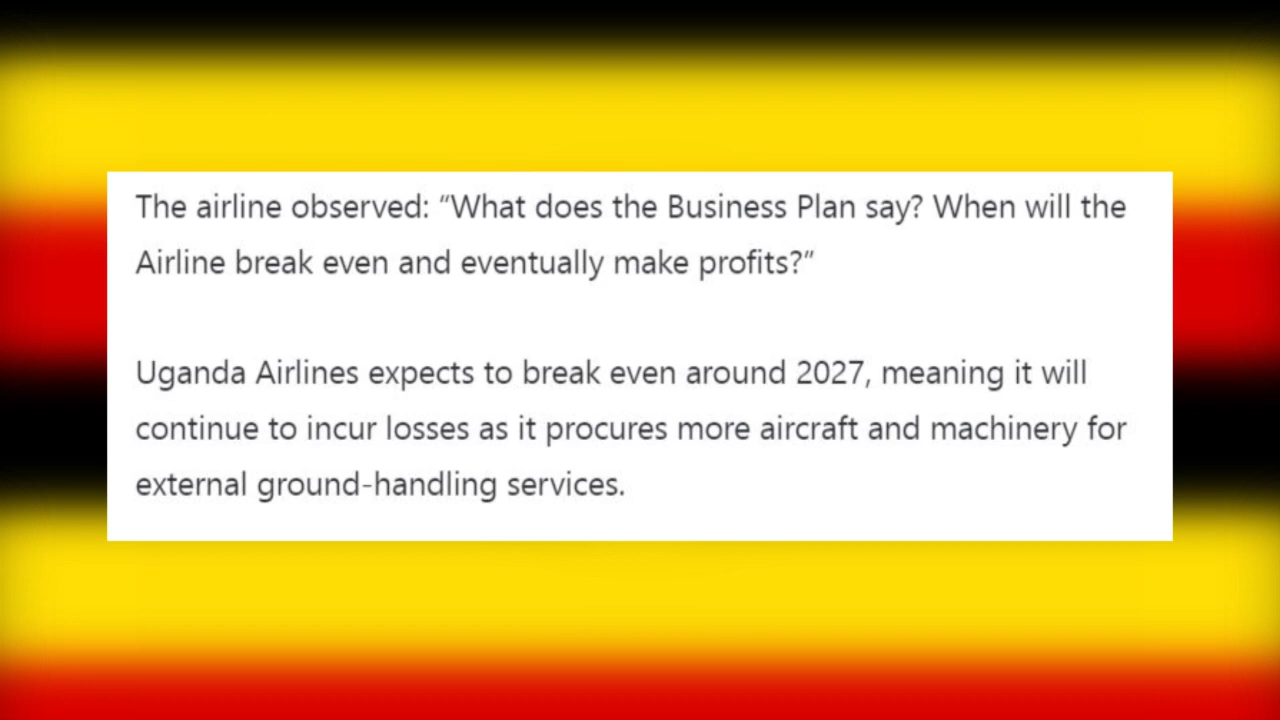 The airline observed: “What does the Business Plan say? When will the
Airline break even and eventually make profits?”
Uganda Airlines expects to break even around 2027, meaning it will
continue to incur losses as it procures more aircraft and machinery for
external ground-handling services.